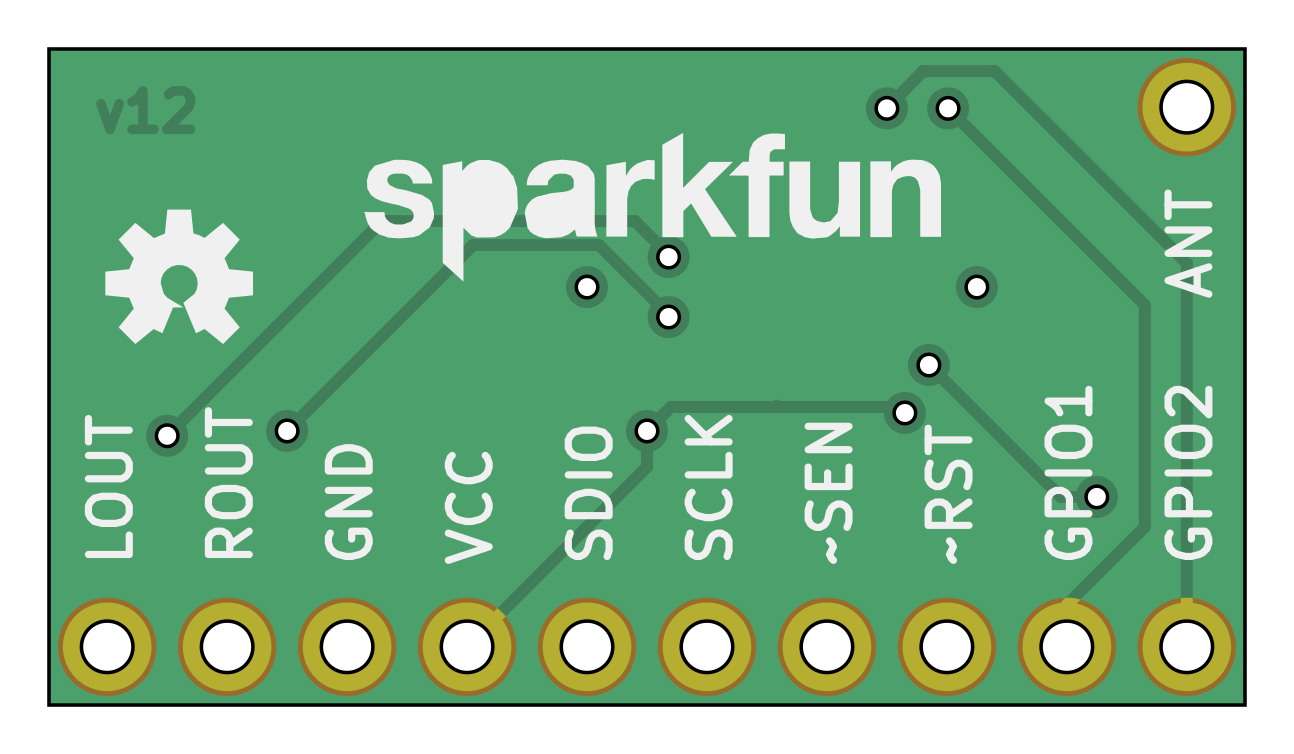 v12
sparkfun
ANT
LOUT
ROUT
GND
VCC
SDIO
SCLK
~SEN
~RST
GPIO1
GPIO2